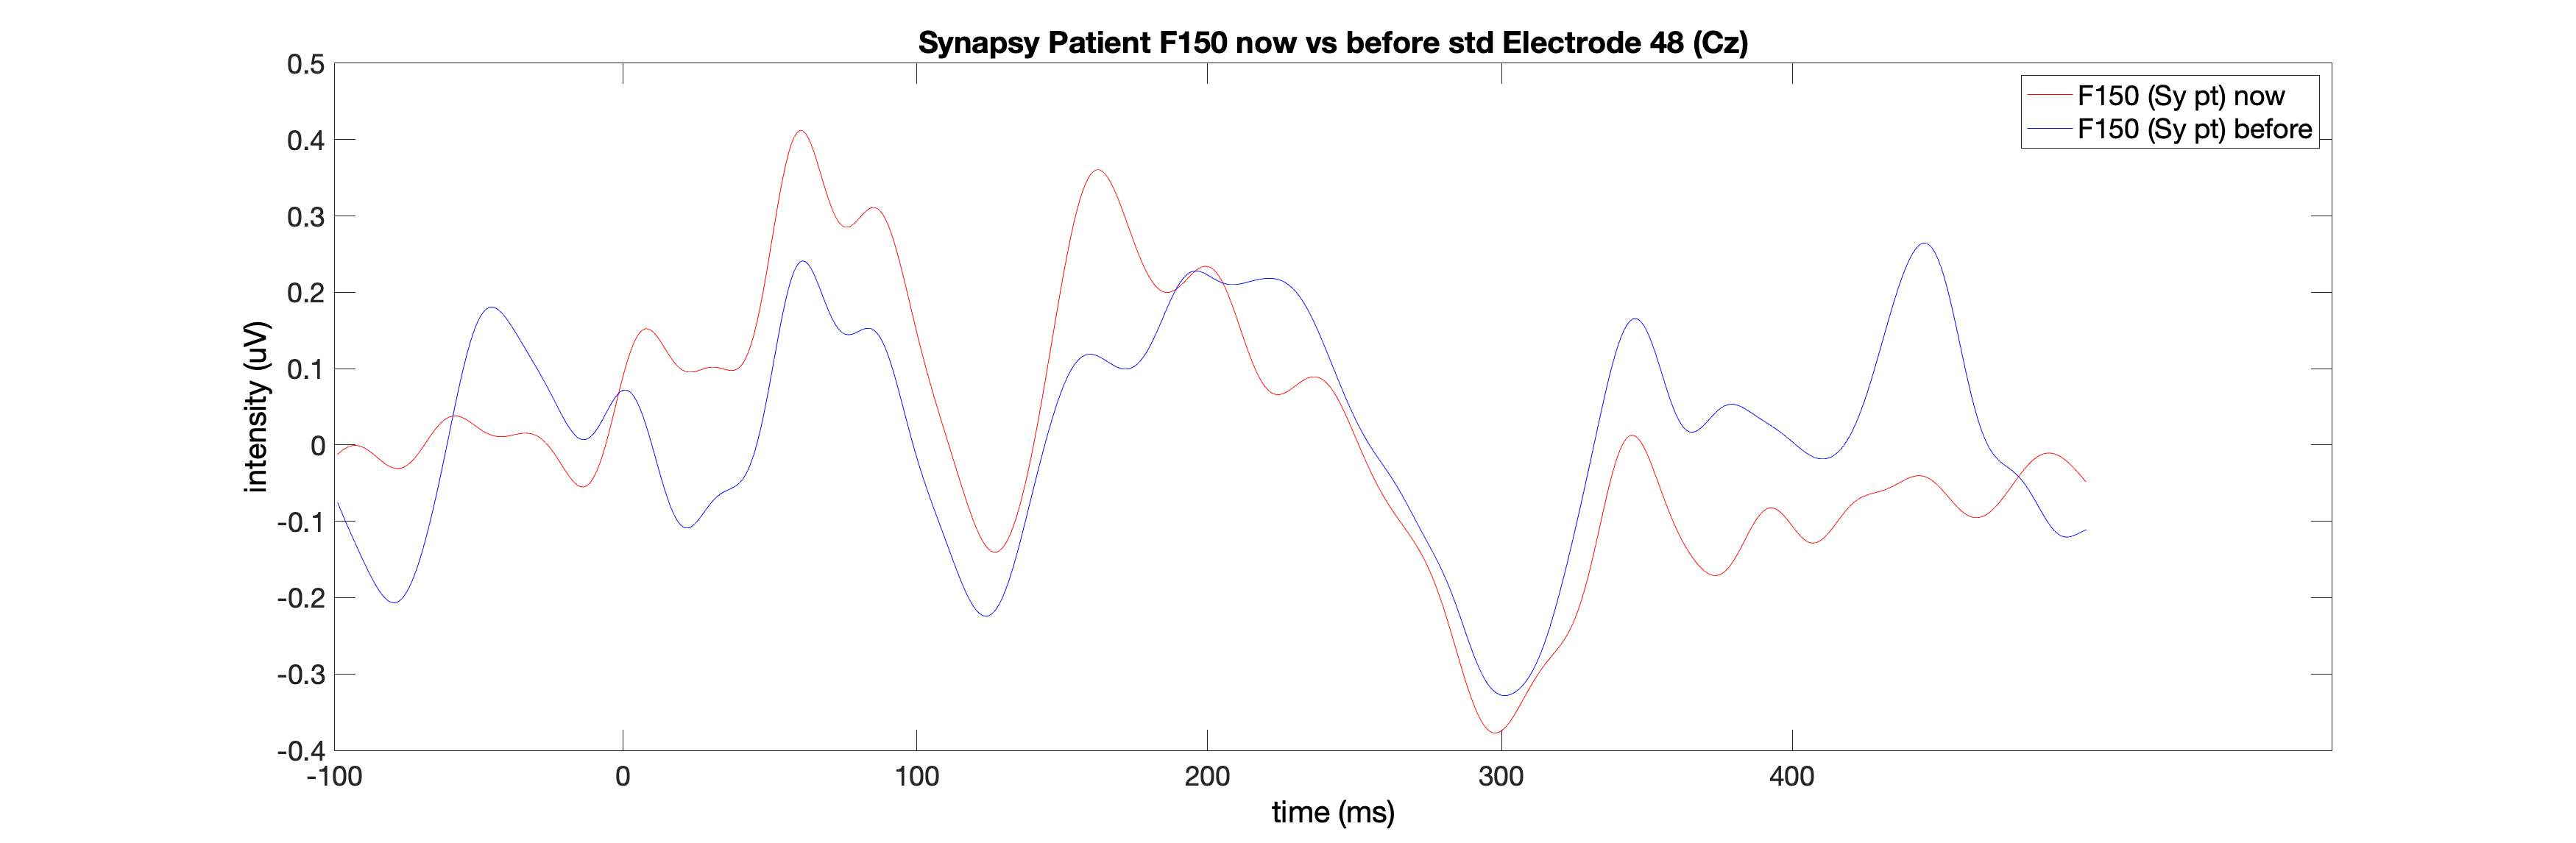 Synapsy Patient F150 now vs before std Electrode 48 (Cz)
F150 (Sy pt) now
F150 (Sy pt) before
intensity (uV)
0.5
0.4
0.3
0.2
0.1
0
-0.1
-0.2
-0.3
-0.4
-100 0 100 200 300 400
time (ms)